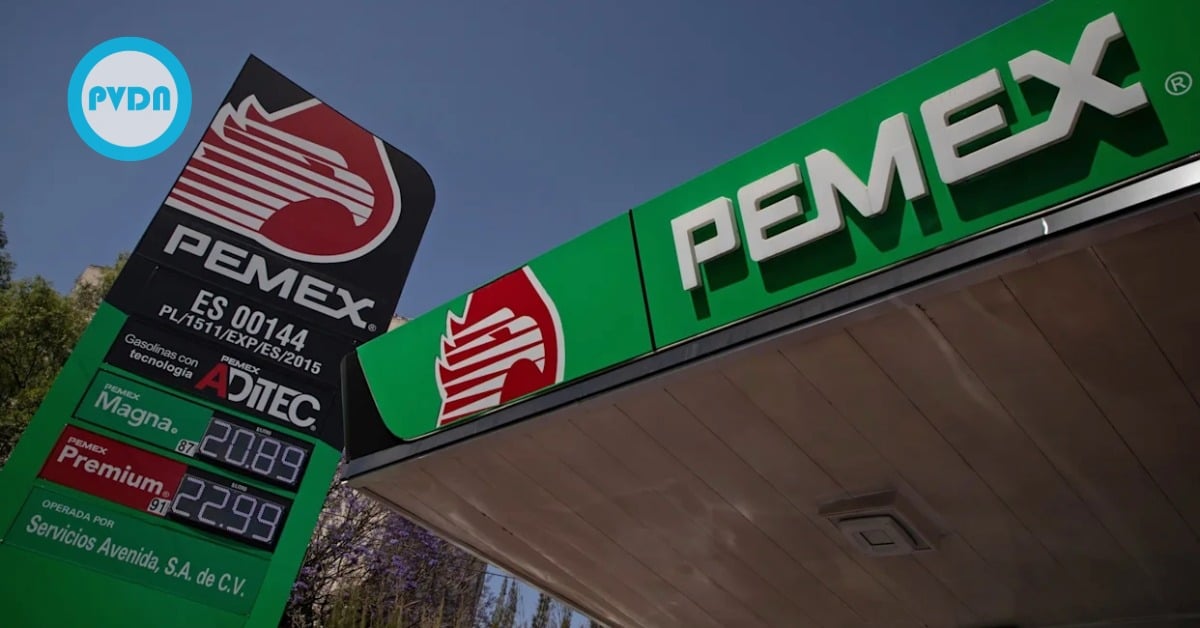 PVDN
PEMEX®
ES 00144
PL/1511/EXP/ES/2015
Gasolinas con
tecnología
PEMEX
ADITEC
PEMEX
Magna®
87
20.89
PEMEX
Premium®
91
22.99
OPERADA POR
Servicios Avenida, S.A. de C.V.
PEMEX®